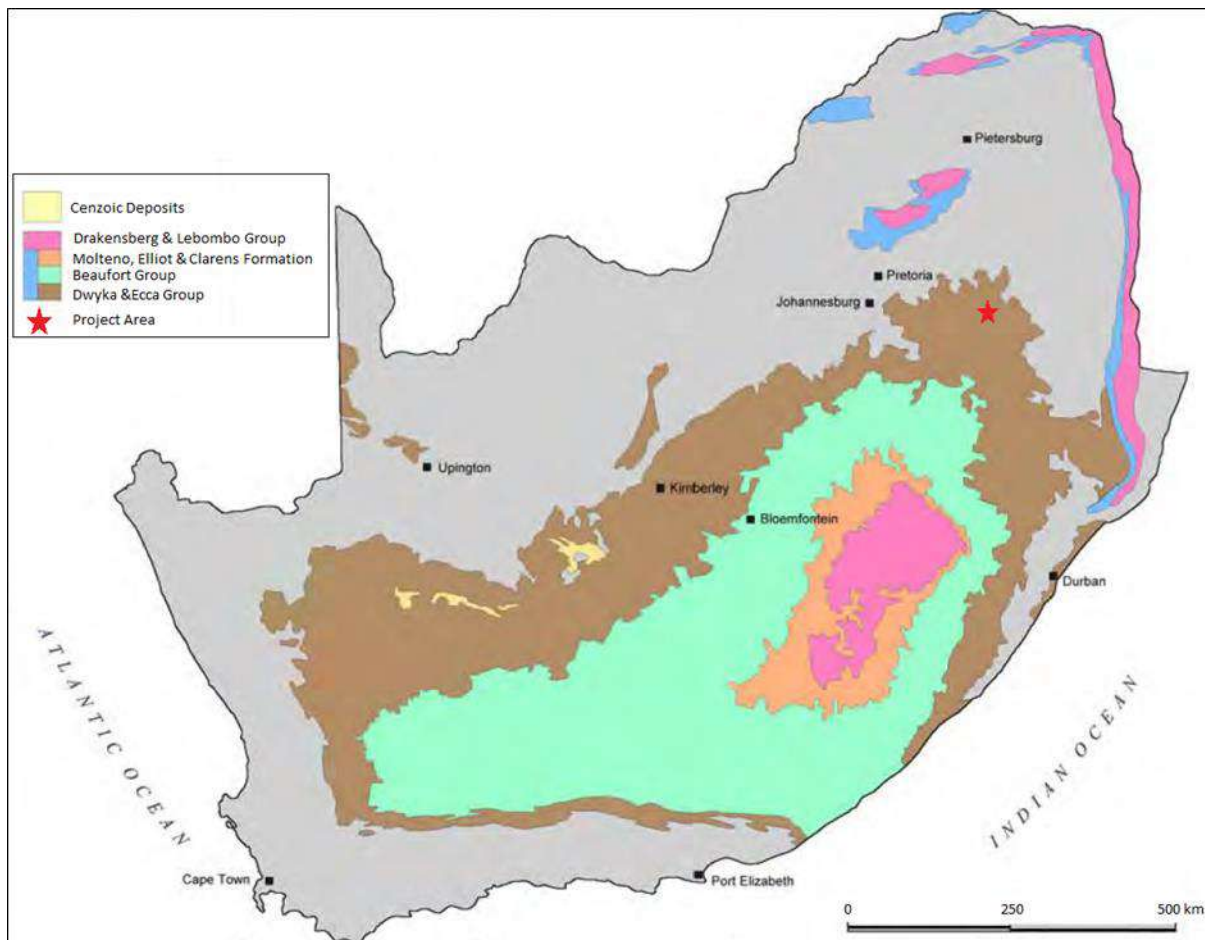 Pietersburg
Cenzoic Deposits
Drakensberg & Lebombo Group
Molteno, Elliot & Clarens Formation
Beaufort Group
Dwyka &Ecca Group
Project Area
Pretoria
Johannesburg
Upington
Kimberley
Bloemfontein
Durban
ATLANTIC OCEAN
INDIAN OCEAN
Cape Town
Port Elizabeth
0 250 500 km